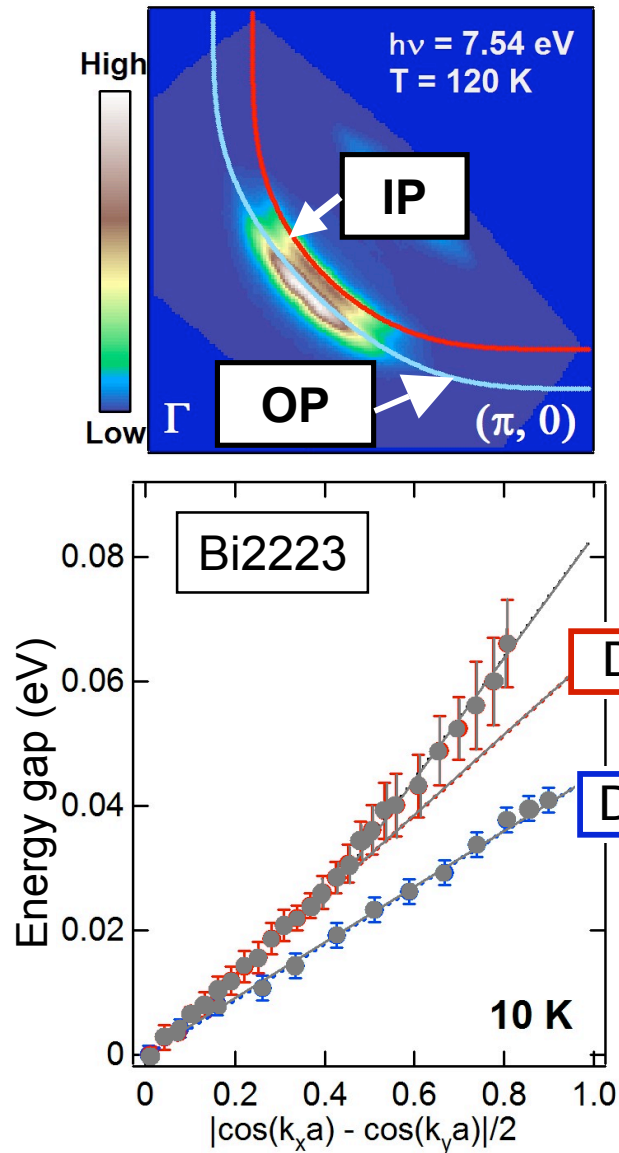 High
hν = 7.54 eV
T = 120 K
IP
OP
Low
Γ
(π, 0)
Bi2223
0.08
0.06
0.04
0.02
0
Energy gap (eV)
D
D
10 K
0
0.2
0.4
0.6
0.8
1.0
|cos(kₓa) - cos(kᵧa)|/2